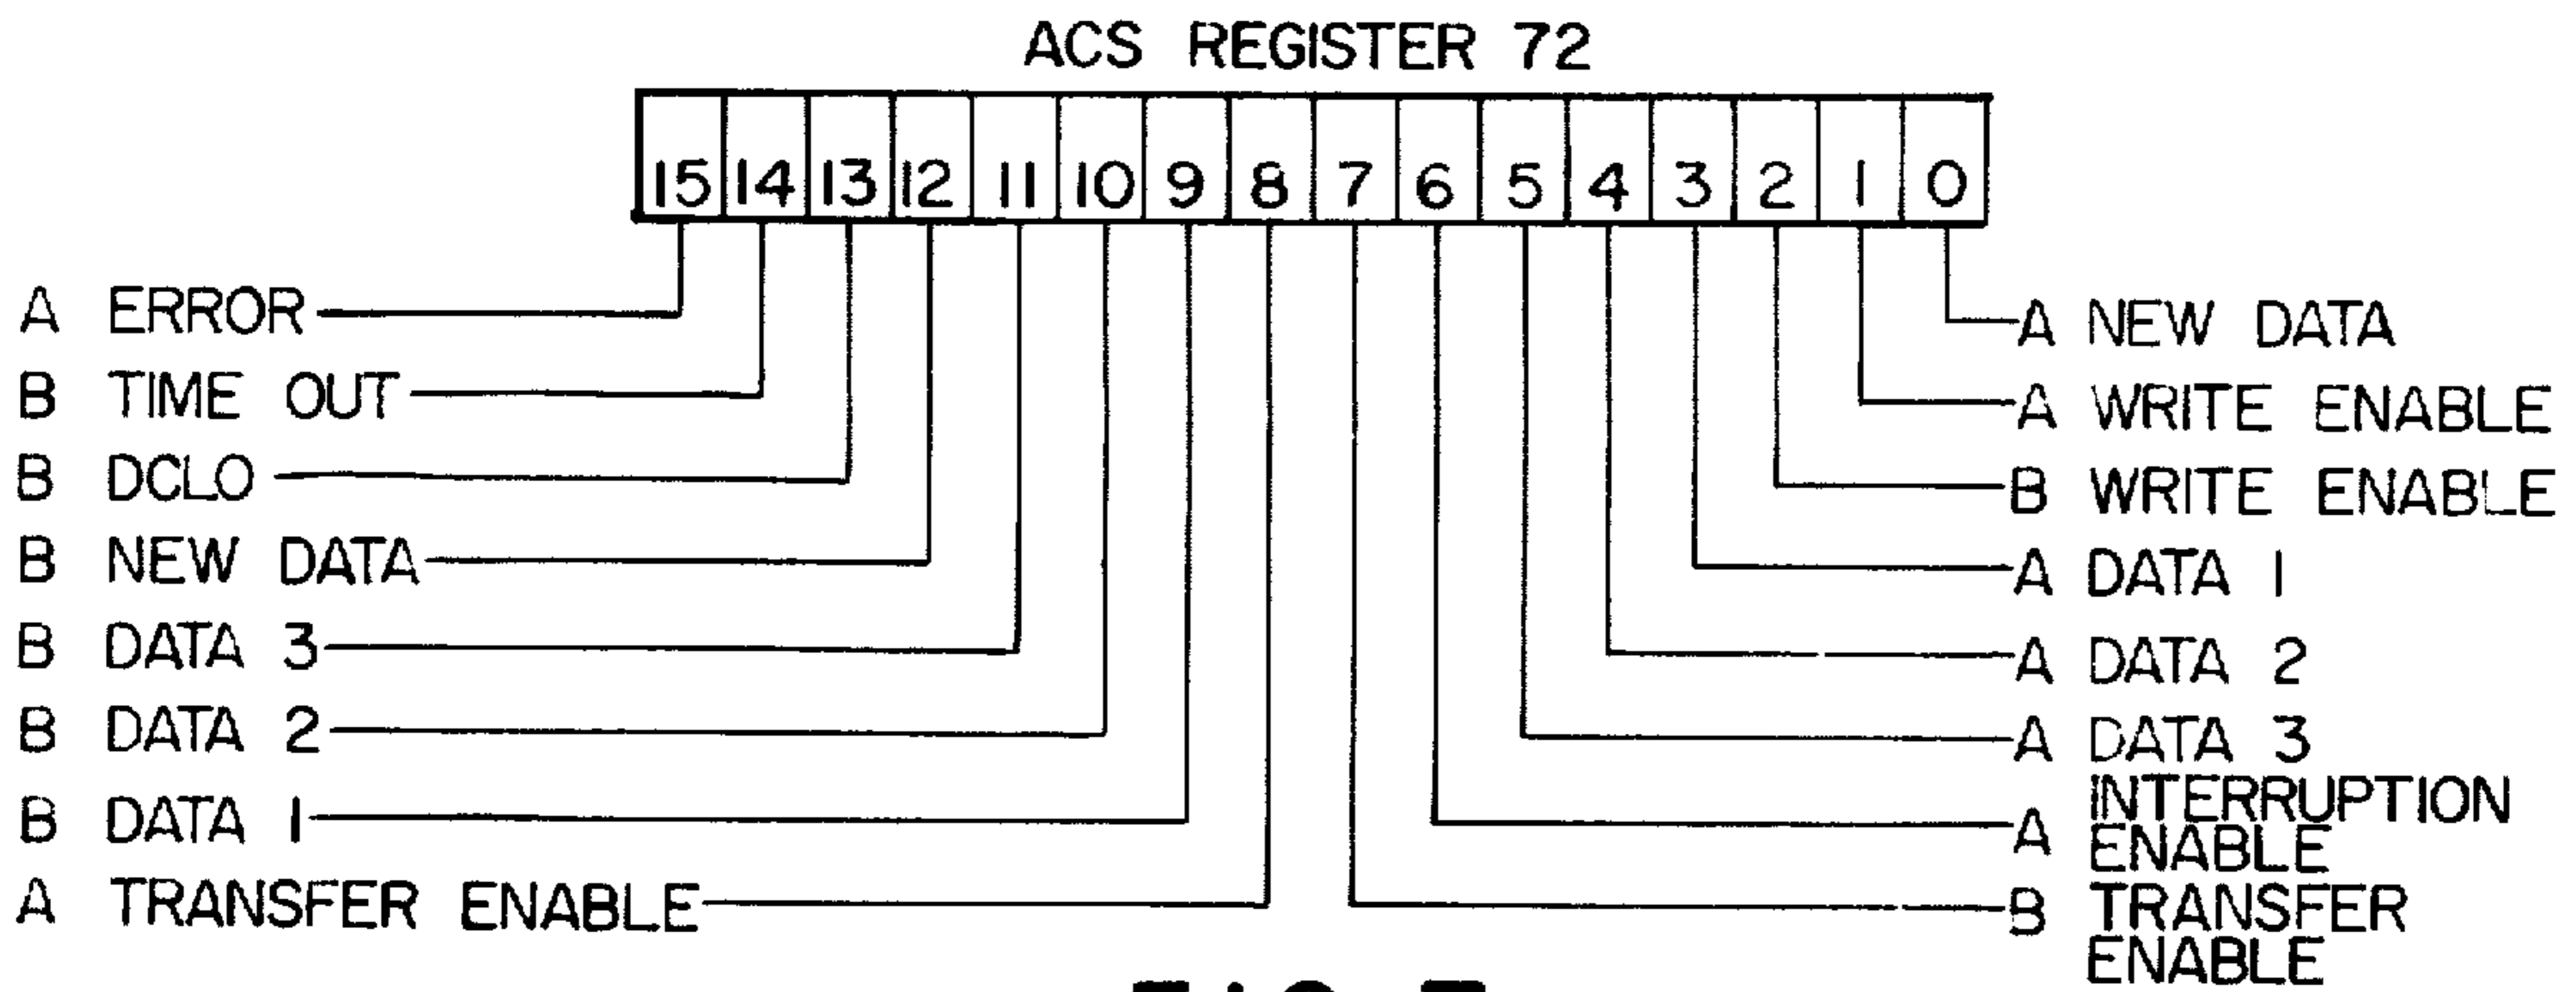 ACS REGISTER 72
15 14 13 12 11 10 9 8 7 6 5 4 3 2 1 0
A ERROR
B TIME OUT
B DCLO
B NEW DATA
B DATA 3
B DATA 2
B DATA 1
A TRANSFER ENABLE
A NEW DATA
A WRITE ENABLE
B WRITE ENABLE
A DATA 1
A DATA 2
A DATA 3
A INTERRUPTION
ENABLE
B TRANSFER
ENABLE